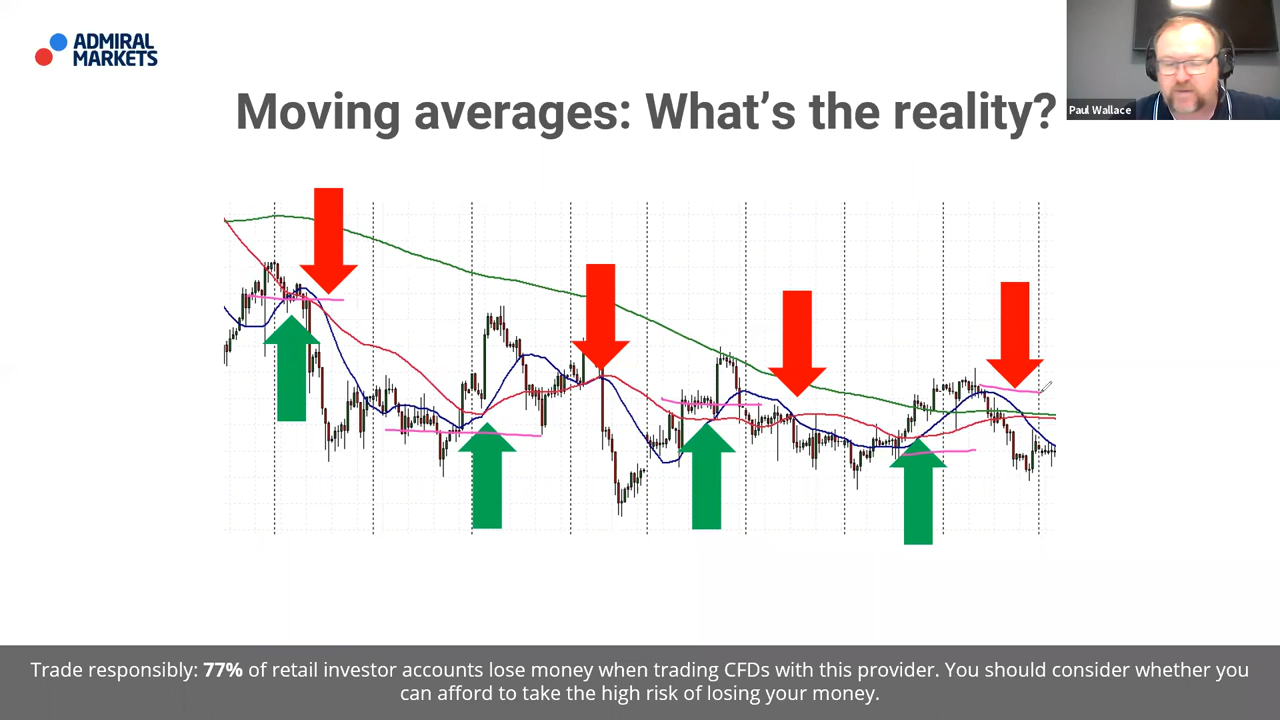 ADMIRAL
MARKETS
Moving averages: What's the reality?
Paul Wallace
Trade responsibly: 77% of retail investor accounts lose money when trading CFDs with this provider. You should consider whether you
can afford to take the high risk of losing your money.